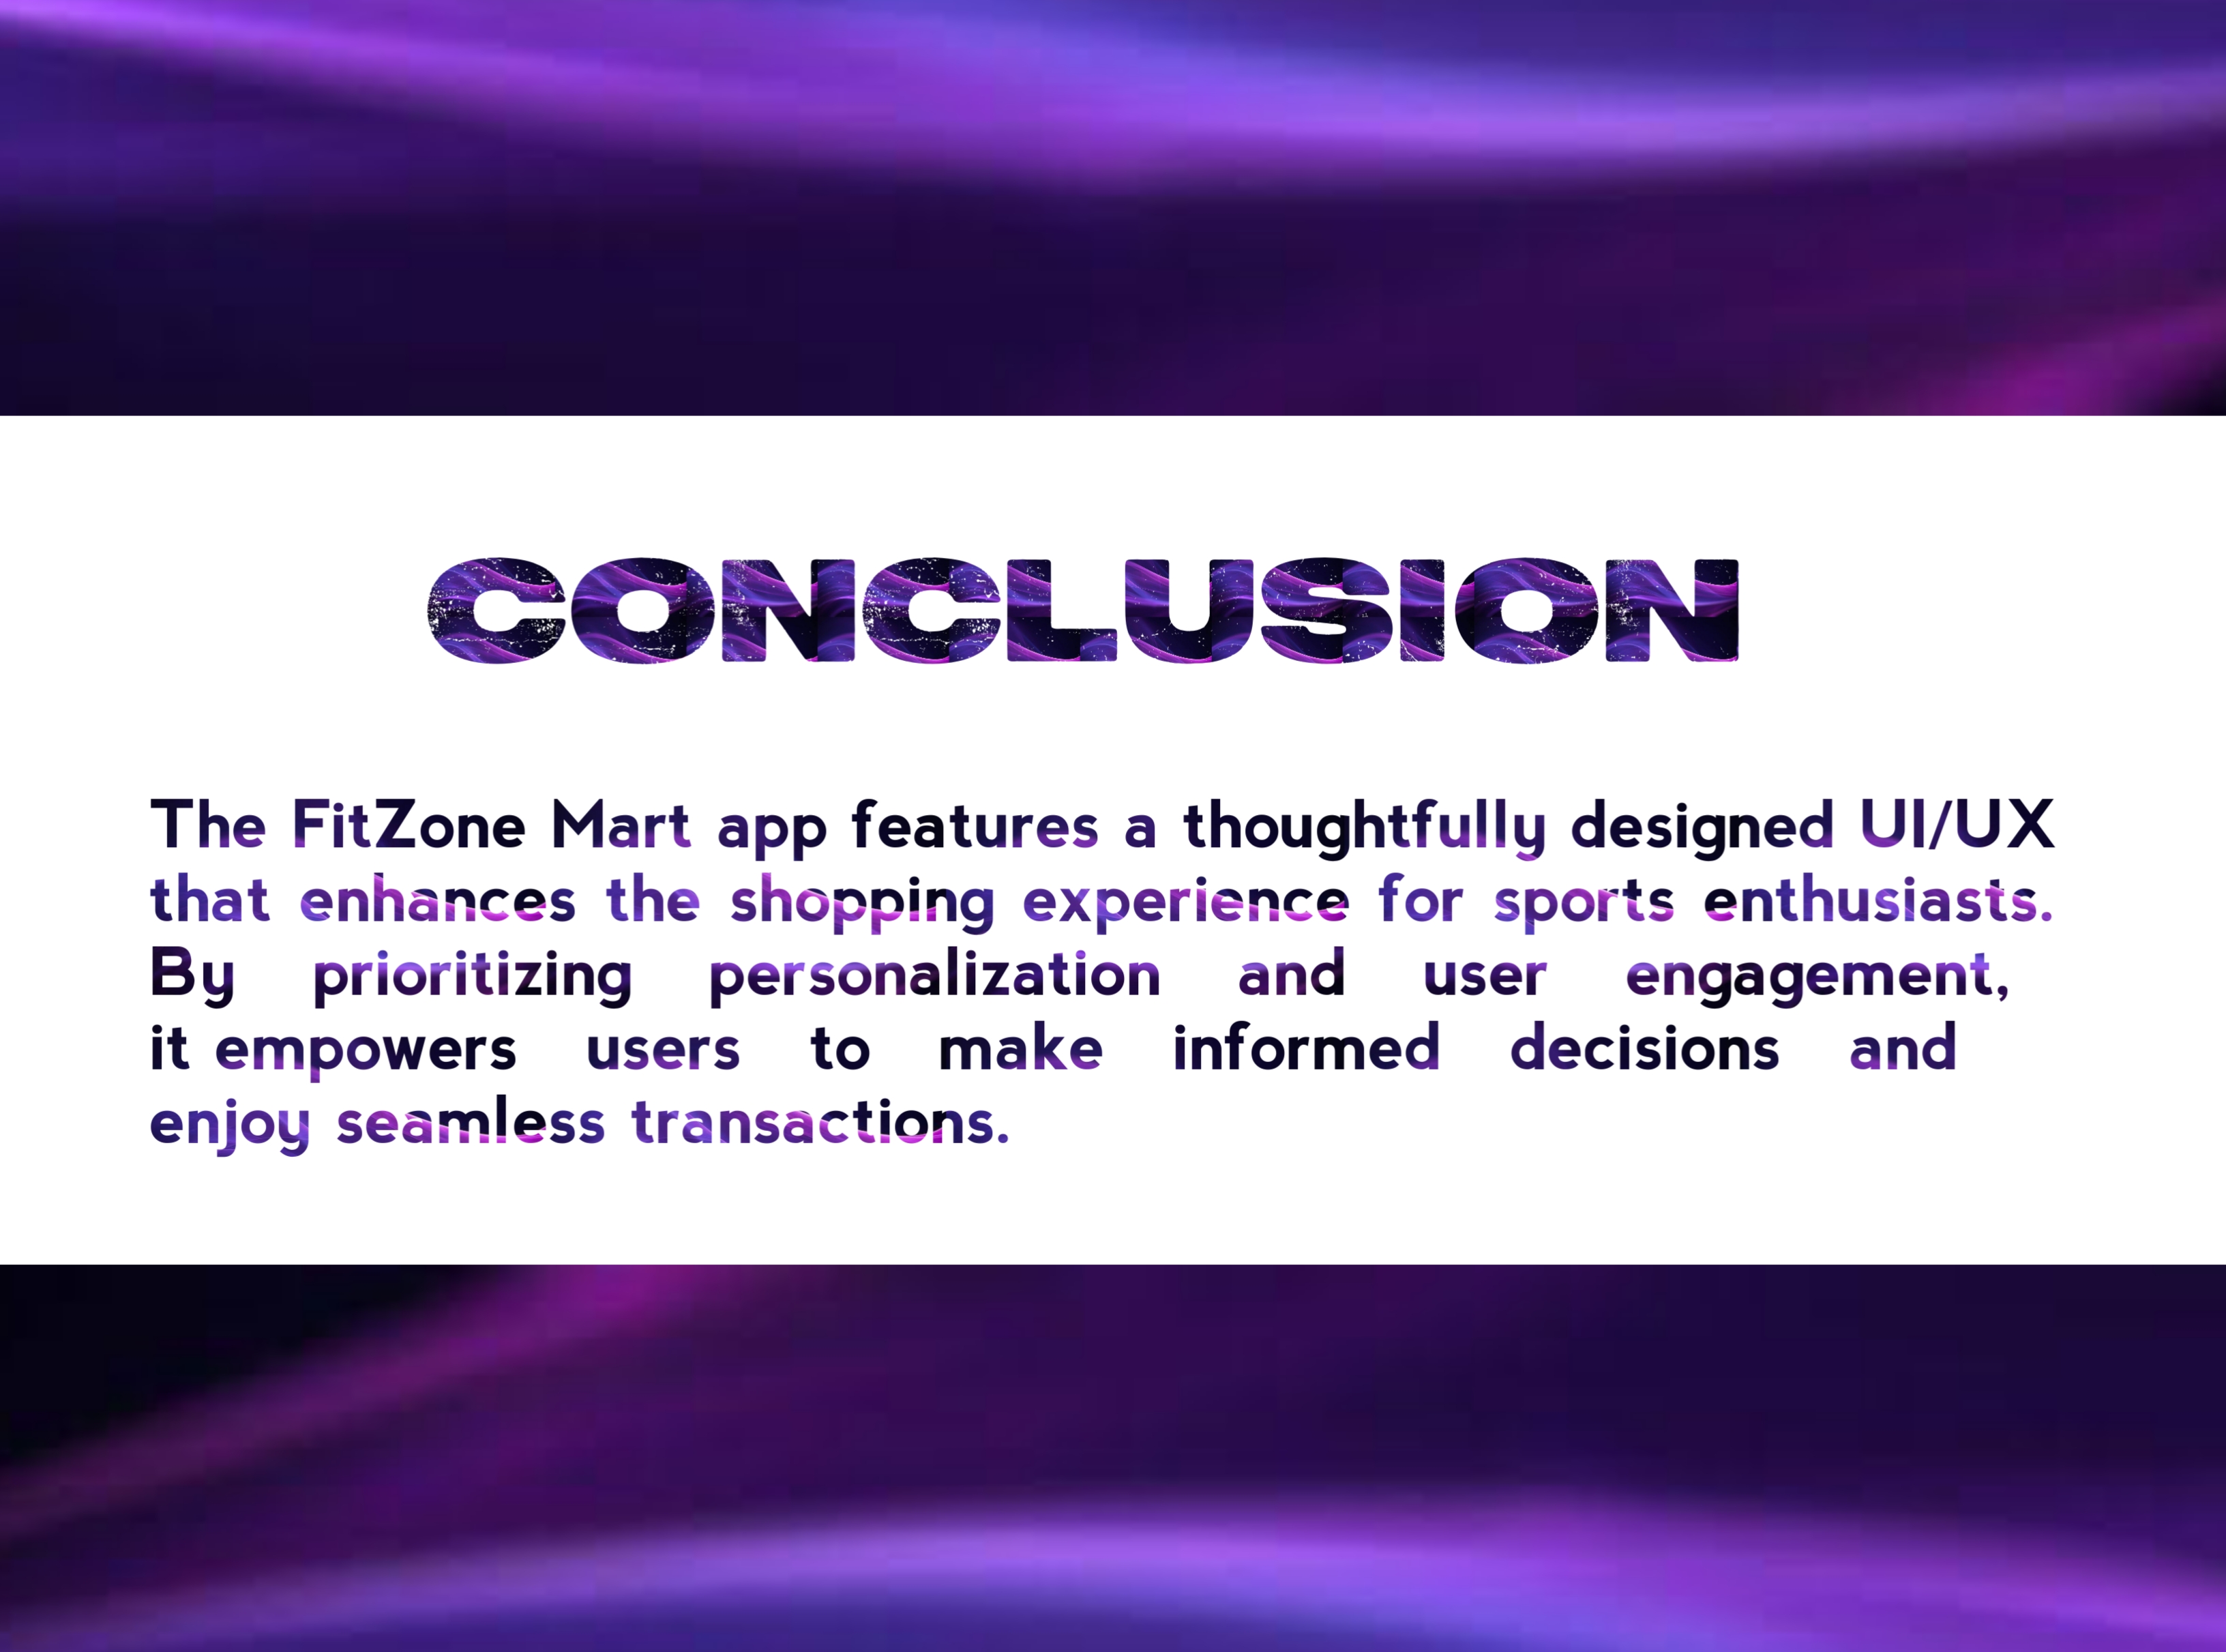 CONCLUSION
The FitZone Mart app features a thoughtfully designed UI/UX
that enhances the shopping experience for sports enthusiasts.
By prioritizing personalization and user engagement,
it empowers users to make informed decisions and
enjoy seamless transactions.